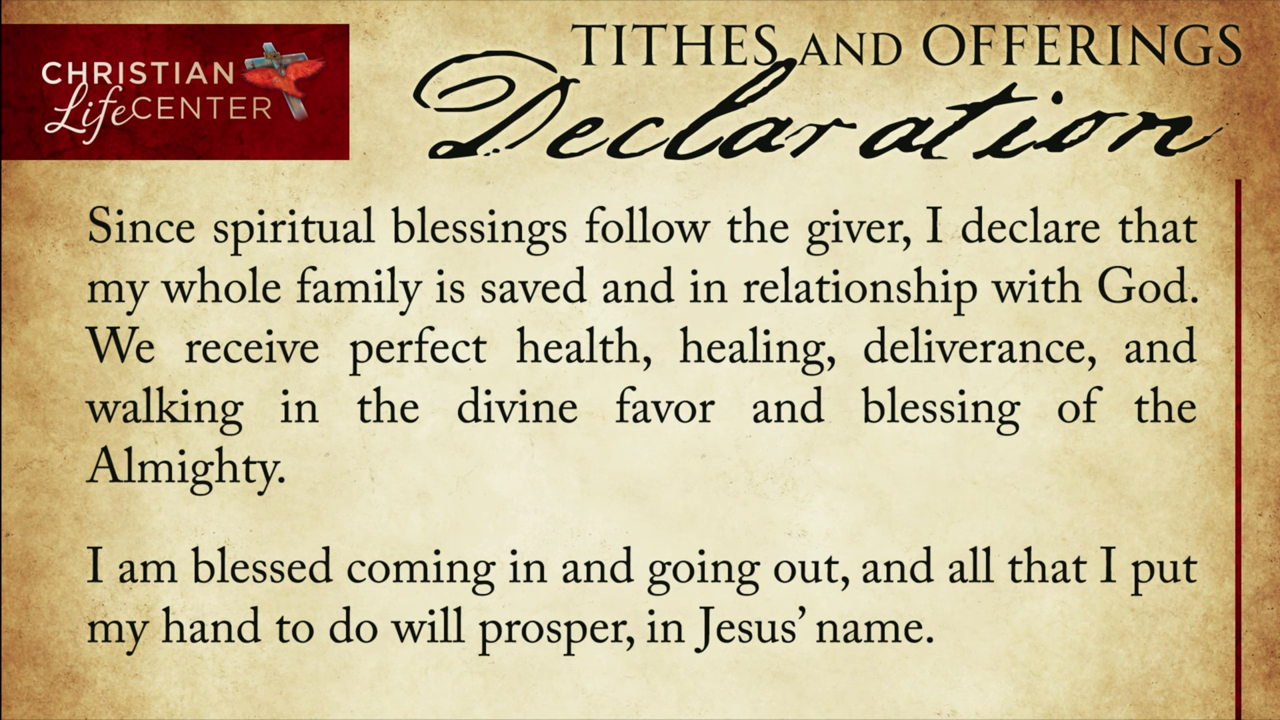 CHRISTIAN
LifeCENTER
TITHES AND OFFERINGS
Declaration
Since spiritual blessings follow the giver, I declare that
my whole family is saved and in relationship with God.
We receive perfect health, healing, deliverance, and
walking in the divine favor and blessing of the
Almighty.
I am blessed coming in and going out, and all that I put
my hand to do will prosper, in Jesus’ name.